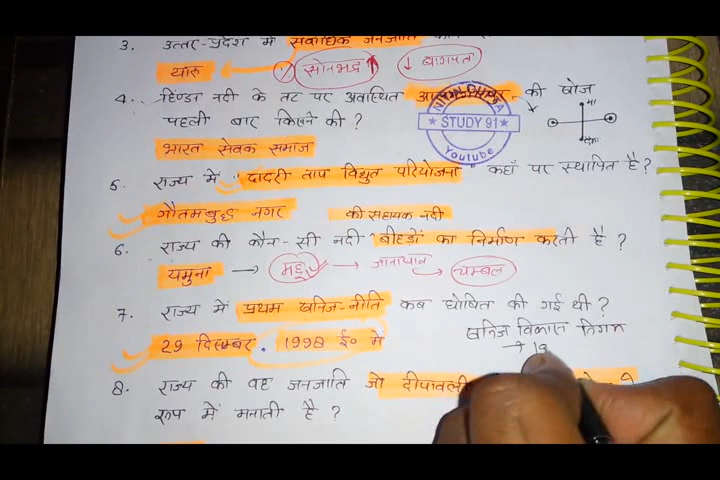 3. उत्तर-प्रदेश में सर्वाधिक जनजाति
थारु सोनभद्र ↑ ↓ बागपत
4. हिण्डन नदी के तट पर अवस्थित की खोज
पहली बार किसने की ?
STUDY 91
Youtube
भारत सेवक समाज
5. राज्य में "दादरी ताप विद्युत परियोजना" कहाँ पर स्थापित है?
गौतमबुद्ध नगर की सहायक नदी
6. राज्य की कौन-सी नदी बीहड़ों का निर्माण करती है ?
यमुना → → जानापाव → चम्बल
7. राज्य में प्रथम खनिज-नीति कब घोषित की गई थी ?
खनिज विकास निगम
29 दिसम्बर, 1998 ई० में → 19
8. राज्य की वह जनजाति जो दीपावली
रूप में मनाती है ?